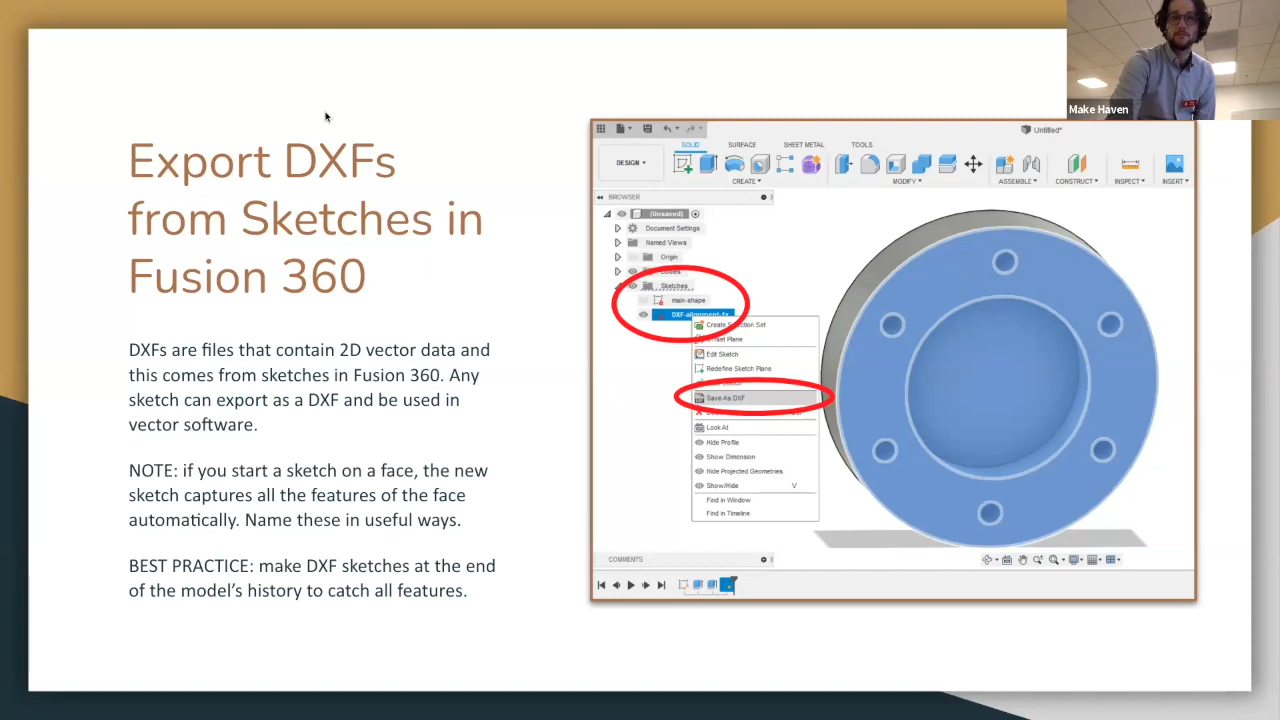 Make Haven
Export DXFs
from Sketches in
Fusion 360
DXFs are files that contain 2D vector data and
this comes from sketches in Fusion 360. Any
sketch can export as a DXF and be used in
vector software.
NOTE: if you start a sketch on a face, the new
sketch captures all the features of the face
automatically. Name these in useful ways.
BEST PRACTICE: make DXF sketches at the end
of the model's history to catch all features.
Untitled*
SOLID SURFACE SHEET METAL TOOLS
DESIGN
CREATE MODIFY ASSEMBLE CONSTRUCT INSPECT INSERT
BROWSER
(Unsaved)
Document Settings
Named Views
Origin
Bodies
Sketches
main-shape
Create Selection Set
Offset Plane
Edit Sketch
Redefine Sketch Plane
Save As DXF
Look At
Hide Profile
Show Dimension
Hide Projected Geometries
Show/Hide V
Find in Window
Find in Timeline
COMMENTS